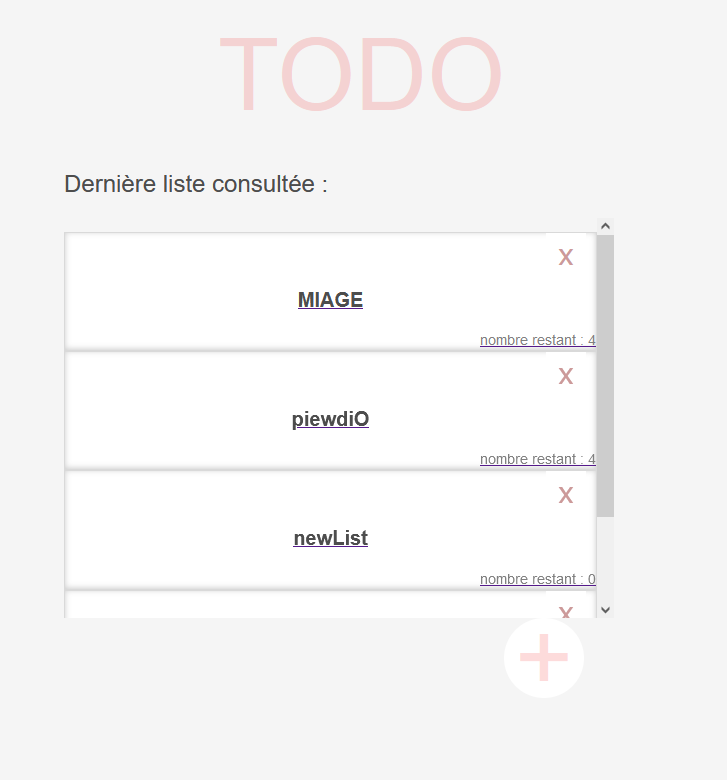 TODO
Dernière liste consultée :
x
MIAGE
nombre restant : 4
x
piewdiO
nombre restant : 4
x
newList
nombre restant : 0
x
+